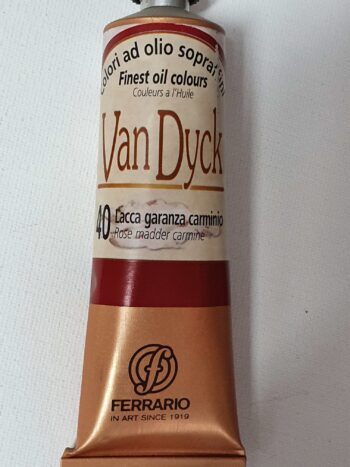 Colori ad olio sopraffini
Finest oil colours
Couleurs a l'Huile
Van Dyck
40 Lacca garanza carminio
Rose madder carmine
FERRARIO
IN ART SINCE 1919